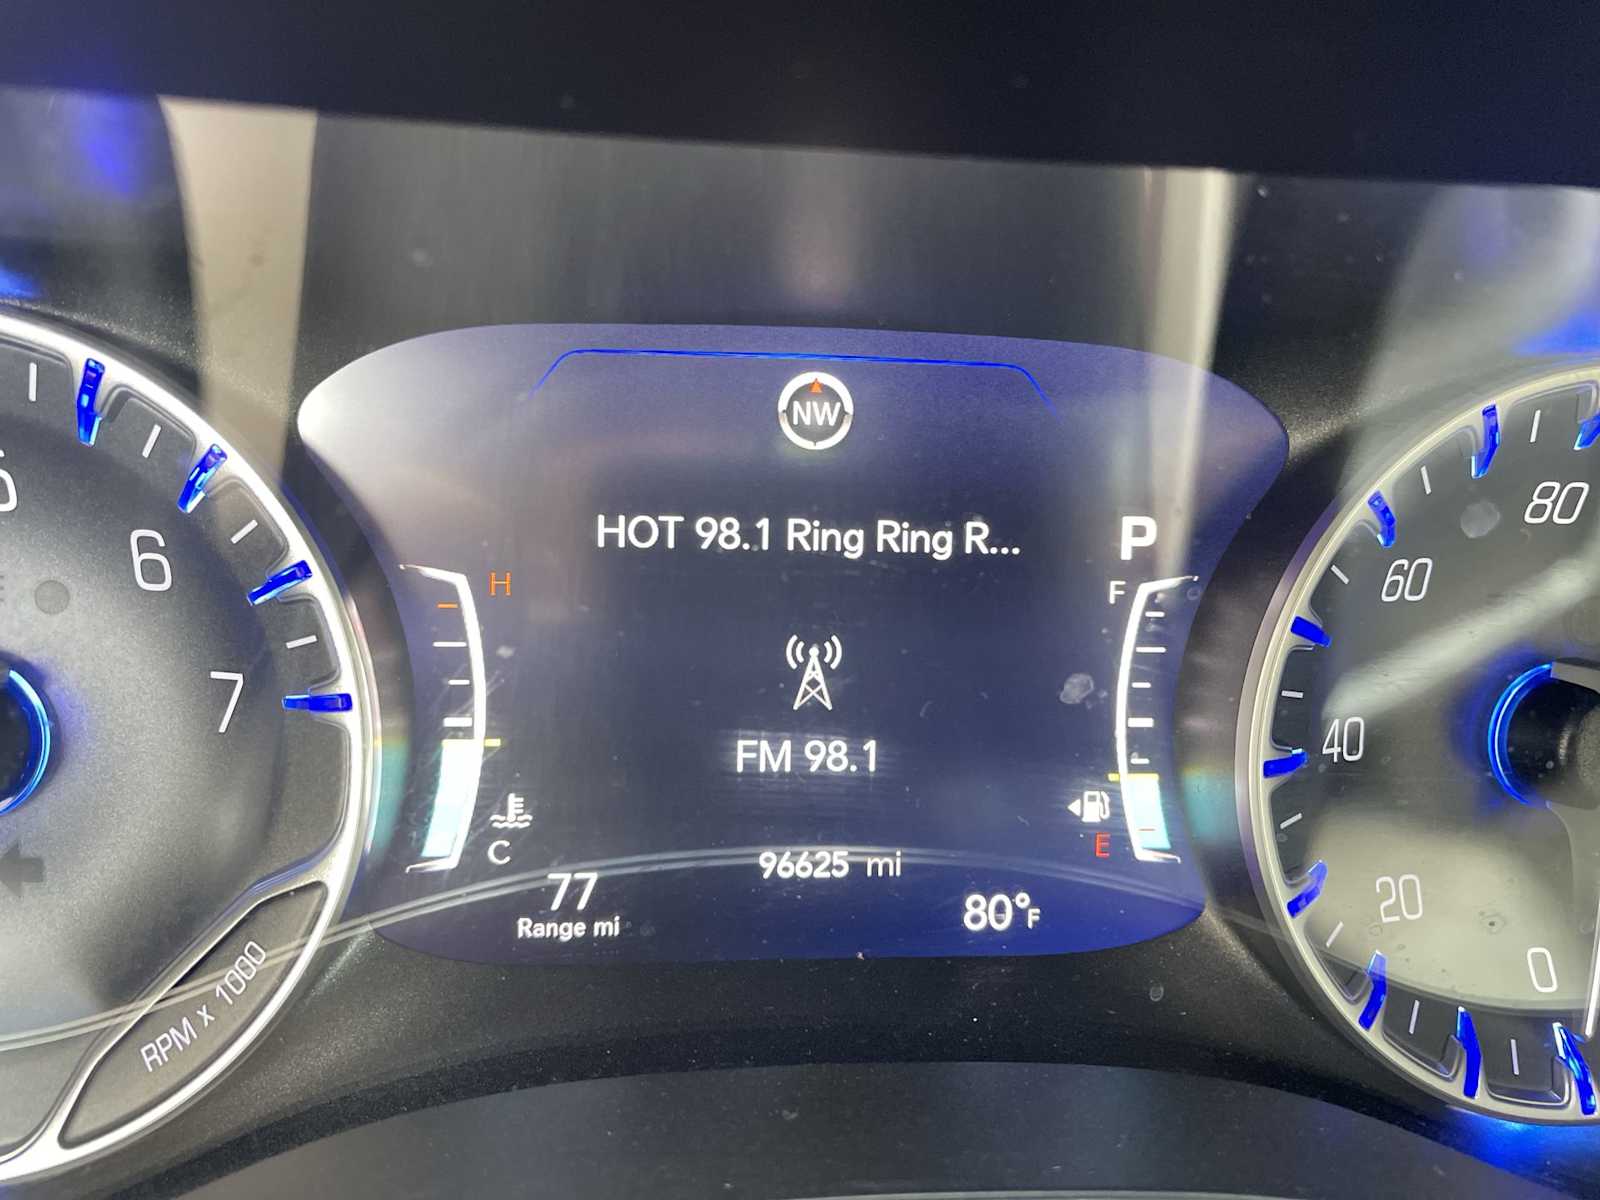 NW
HOT 98.1 Ring Ring R...
P
H
F
FM 98.1
C
E
96625 mi
77
Range mi
80°F
6
7
RPM x 1000
80
60
40
20
0